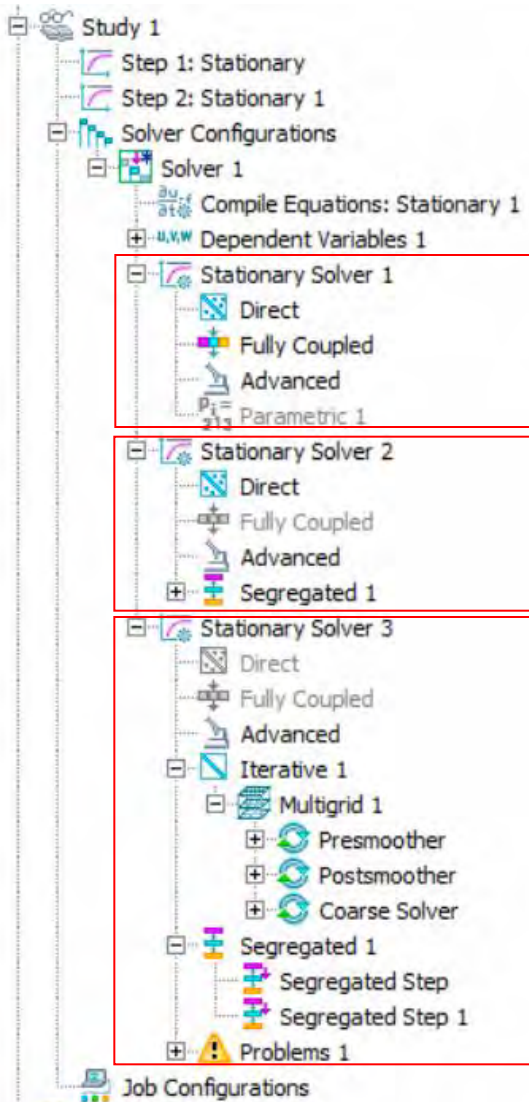 Study 1
Step 1: Stationary
Step 2: Stationary 1
Solver Configurations
Solver 1
Compile Equations: Stationary 1
u,v,w Dependent Variables 1
Stationary Solver 1
Direct
Fully Coupled
Advanced
Parametric 1
Stationary Solver 2
Direct
Fully Coupled
Advanced
Segregated 1
Stationary Solver 3
Direct
Fully Coupled
Advanced
Iterative 1
Multigrid 1
Presmoother
Postsmoother
Coarse Solver
Segregated 1
Segregated Step
Segregated Step 1
Problems 1
Job Configurations